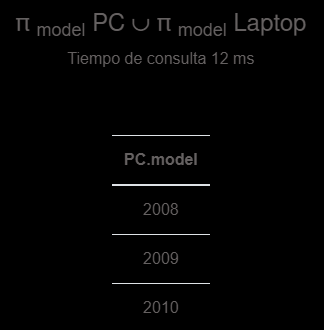 π model PC ∪ π model Laptop
Tiempo de consulta 12 ms
PC.model
2008
2009
2010